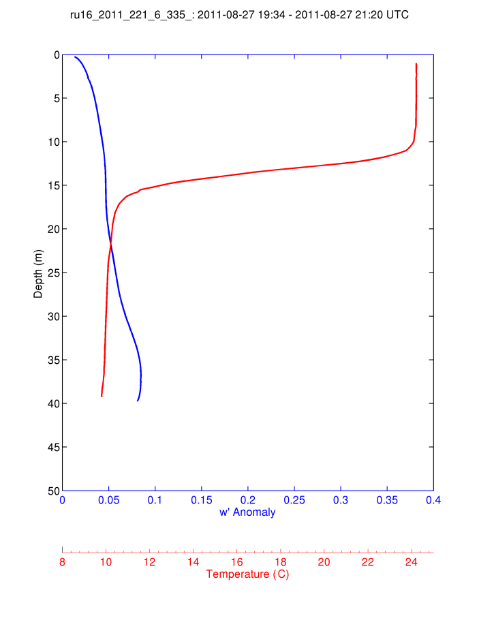 ru16_2011_221_6_335_: 2011-08-27 19:34 - 2011-08-27 21:20 UTC
0
5
10
15
20
25
30
35
40
45
50
Depth (m)
0 0.05 0.1 0.15 0.2 0.25 0.3 0.35 0.4
w' Anomaly
8 10 12 14 16 18 20 22 24
Temperature (C)